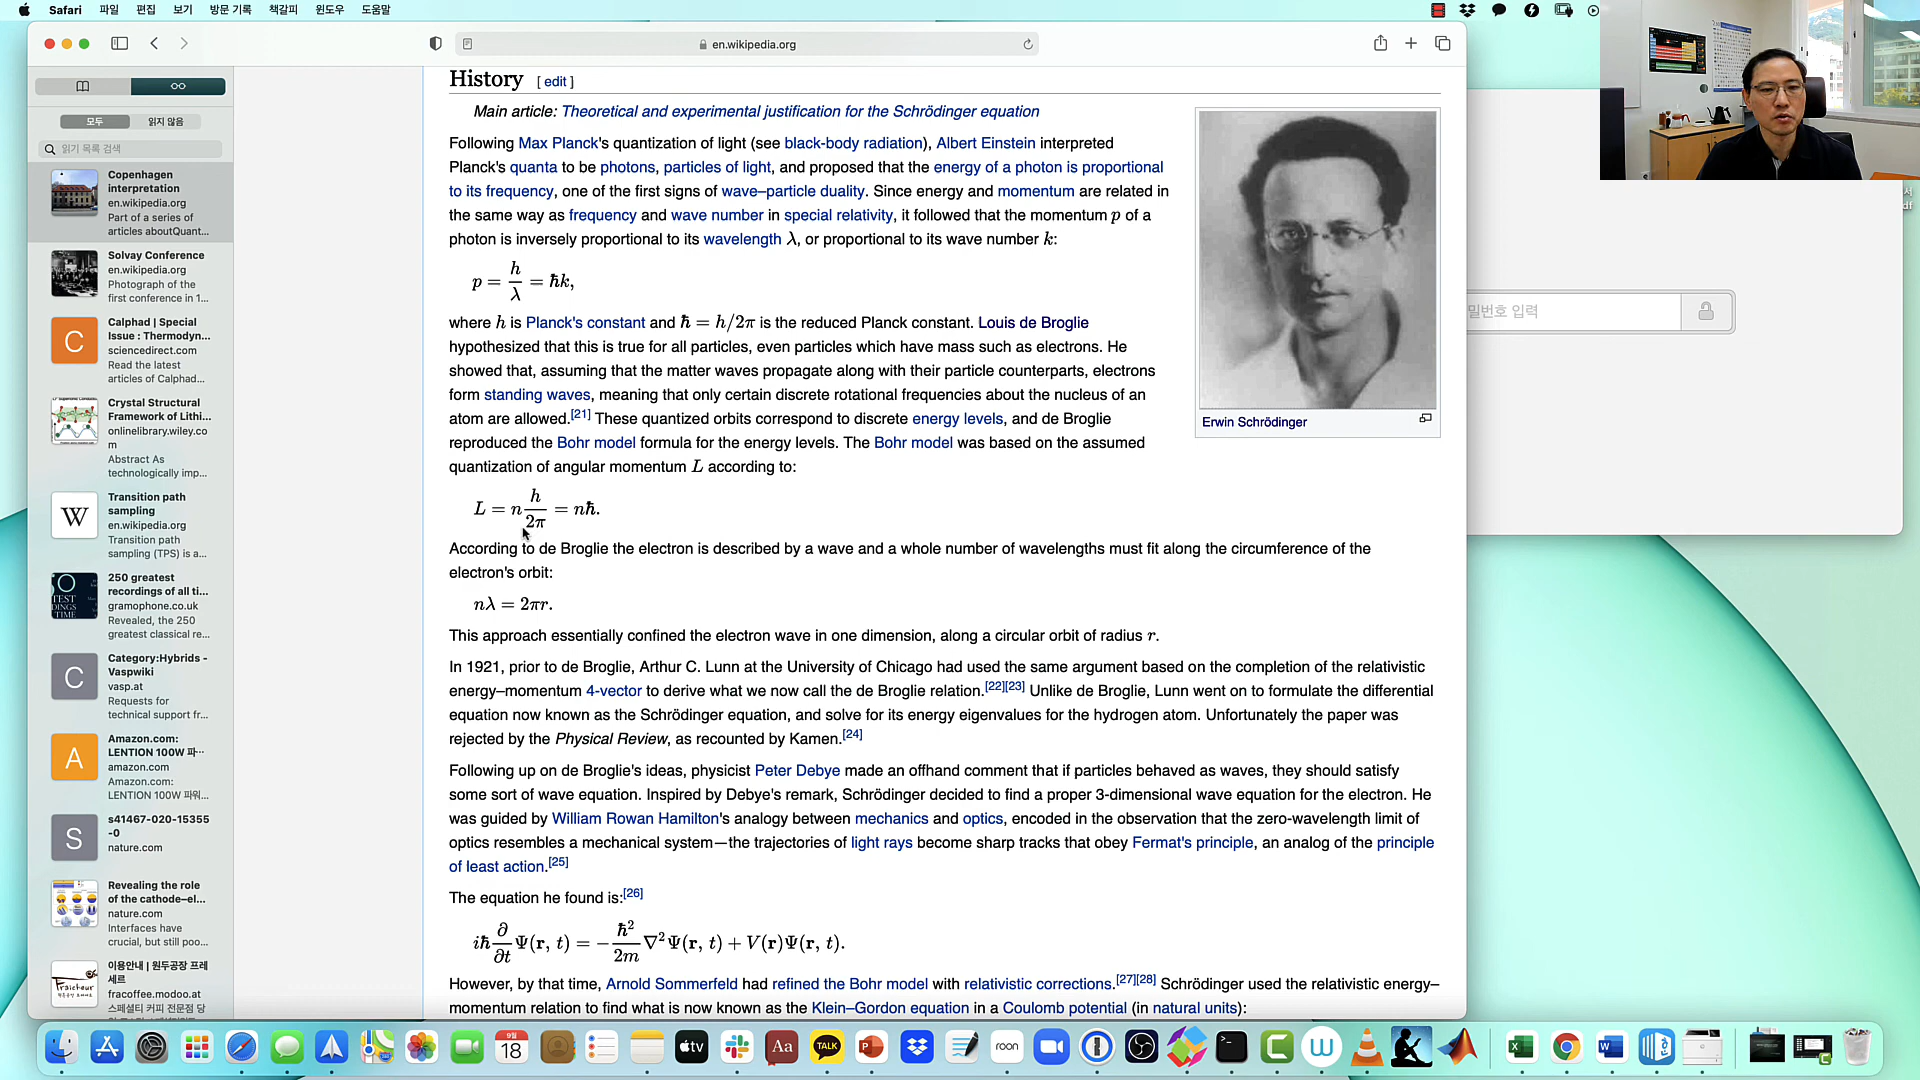 Safari 파일 편집 보기 방문 기록 책갈피 윈도우 도움말
en.wikipedia.org
모두 읽지 않음
읽기 목록 검색
Copenhagen
interpretation
en.wikipedia.org
Part of a series of
articles aboutQuant...
Solvay Conference
en.wikipedia.org
Photograph of the
first conference in 1...
Calphad | Special
Issue : Thermodyn...
sciencedirect.com
Read the latest
articles of Calphad...
Crystal Structural
Framework of Lithi...
onlinelibrary.wiley.co
m
Abstract As
technologically imp...
Transition path
sampling
en.wikipedia.org
Transition path
sampling (TPS) is a...
250 greatest
recordings of all ti...
gramophone.co.uk
Revealed, the 250
greatest classical re...
Category:Hybrids -
Vaspwiki
vasp.at
Requests for
technical support fr...
Amazon.com:
LENTION 100W 파...
amazon.com
Amazon.com:
LENTION 100W 파워...
s41467-020-15355
-0
nature.com
Revealing the role
of the cathode–el...
nature.com
Interfaces have
crucial, but still poo...
이용안내 | 원두공장 프레
세르
fracoffee.modoo.at
스페셜티 커피 전문점 당
History [ edit ]
Main article: Theoretical and experimental justification for the Schrödinger equation
Following Max Planck's quantization of light (see black-body radiation), Albert Einstein interpreted
Planck's quanta to be photons, particles of light, and proposed that the energy of a photon is proportional
to its frequency, one of the first signs of wave–particle duality. Since energy and momentum are related in
the same way as frequency and wave number in special relativity, it followed that the momentum p of a
photon is inversely proportional to its wavelength λ, or proportional to its wave number k:
p = h/λ = ħk,
where h is Planck's constant and ħ = h/2π is the reduced Planck constant. Louis de Broglie
hypothesized that this is true for all particles, even particles which have mass such as electrons. He
showed that, assuming that the matter waves propagate along with their particle counterparts, electrons
form standing waves, meaning that only certain discrete rotational frequencies about the nucleus of an
atom are allowed.[21] These quantized orbits correspond to discrete energy levels, and de Broglie
reproduced the Bohr model formula for the energy levels. The Bohr model was based on the assumed
quantization of angular momentum L according to:
L = n h/2π = nħ.
According to de Broglie the electron is described by a wave and a whole number of wavelengths must fit along the circumference of the
electron's orbit:
nλ = 2πr.
This approach essentially confined the electron wave in one dimension, along a circular orbit of radius r.
In 1921, prior to de Broglie, Arthur C. Lunn at the University of Chicago had used the same argument based on the completion of the relativistic
energy–momentum 4-vector to derive what we now call the de Broglie relation.[22][23] Unlike de Broglie, Lunn went on to formulate the differential
equation now known as the Schrödinger equation, and solve for its energy eigenvalues for the hydrogen atom. Unfortunately the paper was
rejected by the Physical Review, as recounted by Kamen.[24]
Following up on de Broglie's ideas, physicist Peter Debye made an offhand comment that if particles behaved as waves, they should satisfy
some sort of wave equation. Inspired by Debye's remark, Schrödinger decided to find a proper 3-dimensional wave equation for the electron. He
was guided by William Rowan Hamilton's analogy between mechanics and optics, encoded in the observation that the zero-wavelength limit of
optics resembles a mechanical system—the trajectories of light rays become sharp tracks that obey Fermat's principle, an analog of the principle
of least action.[25]
The equation he found is:[26]
iħ ∂/∂t Ψ(r, t) = −ħ²/2m ∇²Ψ(r, t) + V(r)Ψ(r, t).
However, by that time, Arnold Sommerfeld had refined the Bohr model with relativistic corrections.[27][28] Schrödinger used the relativistic energy–
momentum relation to find what is now known as the Klein–Gordon equation in a Coulomb potential (in natural units):
Erwin Schrödinger
밀번호 입력
서
df
9월
18
tv
Aa
TALK
roon